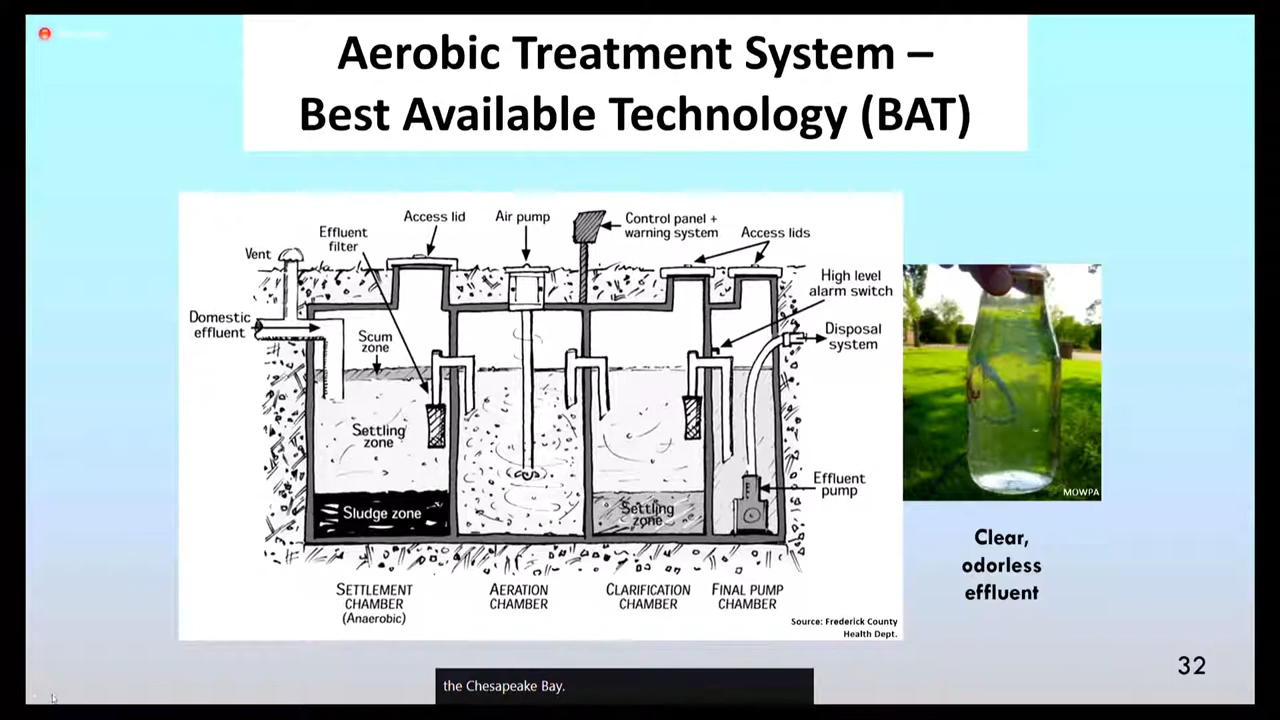 Aerobic Treatment System –
Best Available Technology (BAT)
Access lid
Air pump
Control panel +
warning system
Access lids
Effluent
filter
Vent
High level
alarm switch
Domestic
effluent
Scum
zone
Disposal
system
Settling
zone
Effluent
pump
Sludge zone
Settling
zone
SETTLEMENT
CHAMBER
(Anaerobic)
AERATION
CHAMBER
CLARIFICATION
CHAMBER
FINAL PUMP
CHAMBER
Source: Frederick County
Health Dept.
MOWPA
Clear,
odorless
effluent
32
the Chesapeake Bay.